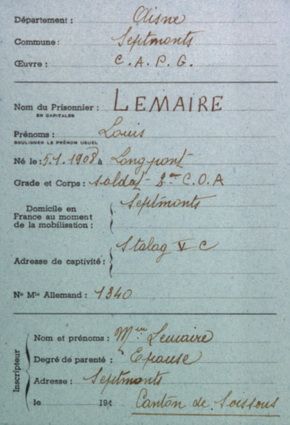 Département : Aisne
Commune : Septmonts
Œuvre : C. A. P. G.
Nom du Prisonnier : LEMAIRE
EN CAPITALES
Prénoms : Louis
SOULIGNER LE PRÉNOM USUEL
Né le : 5.1.1908 à Longpont
Grade et Corps : soldat 2me C.O.A
Domicile en
France au moment
de la mobilisation :
Septmonts
Adresse de captivité :
Stalag V C
No Mle Allemand : 1340
Inscripteur
Nom et prénoms : Mme Lemaire
Degré de parenté : Epouse
Adresse : Septmonts
le 194 Canton de Soissons